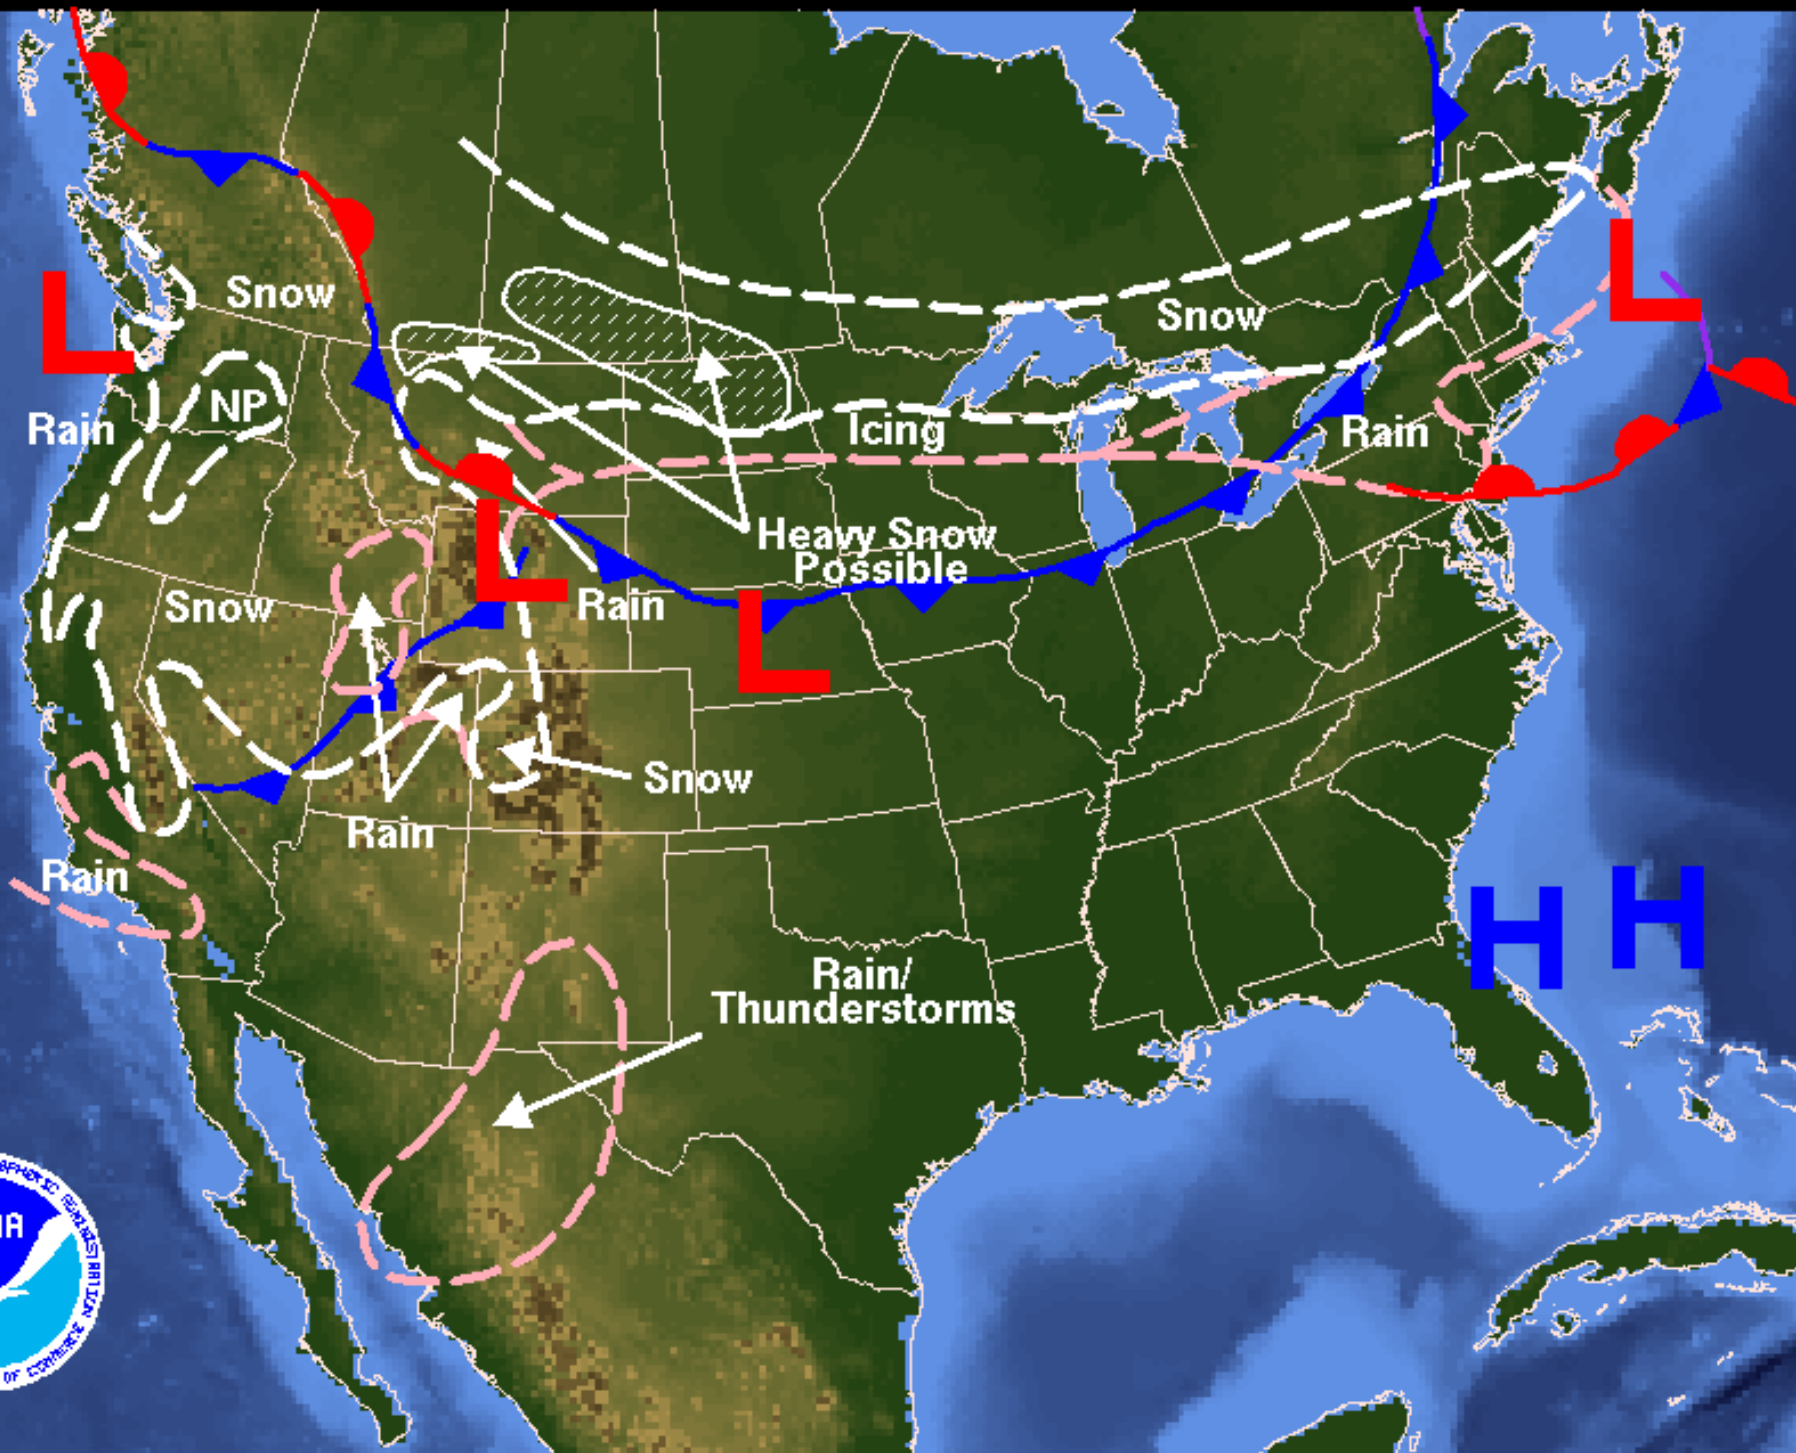 Snow
L
L
Snow
NP
Rain
Icing
Rain
Heavy Snow
Possible
L
Snow
Rain
L
Snow
Rain
Rain
H
H
Rain/
Thunderstorms